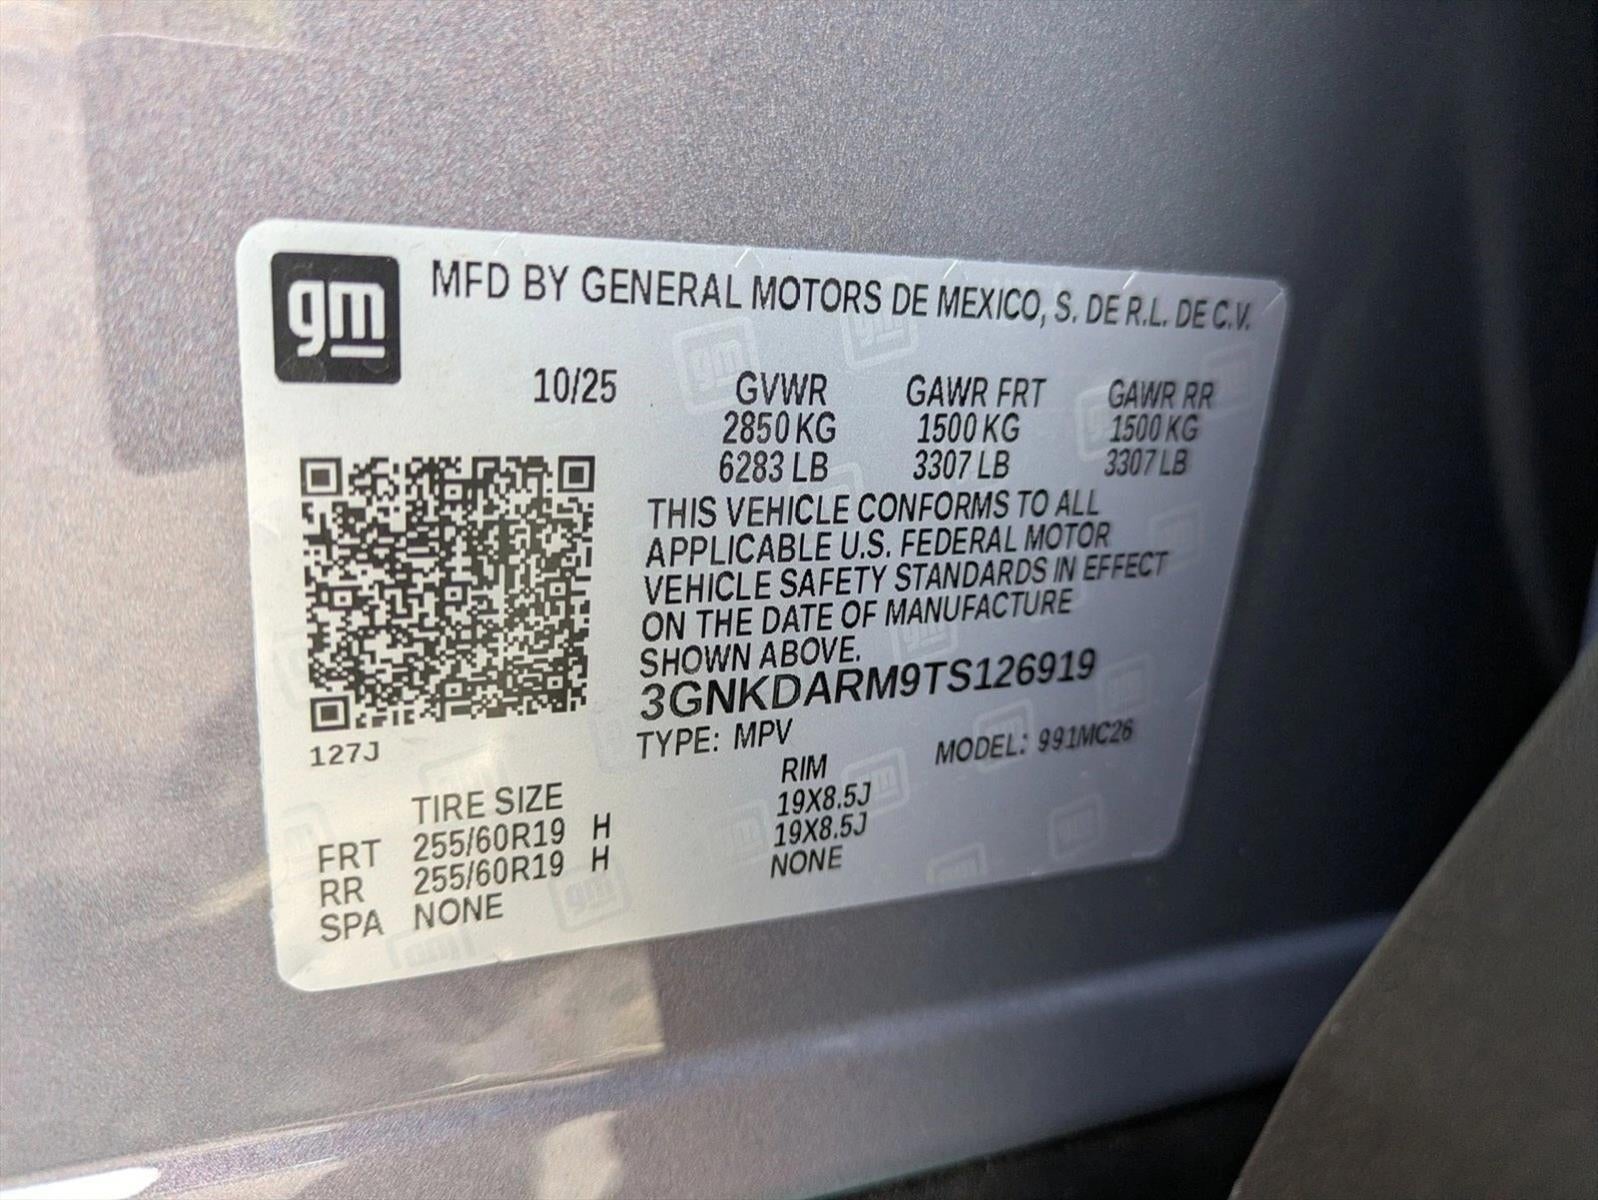 gm
MFD BY GENERAL MOTORS DE MEXICO, S. DE R.L. DE C.V.
10/25 GVWR GAWR FRT GAWR RR
2850 KG 1500 KG 1500 KG
6283 LB 3307 LB 3307 LB
THIS VEHICLE CONFORMS TO ALL
APPLICABLE U.S. FEDERAL MOTOR
VEHICLE SAFETY STANDARDS IN EFFECT
ON THE DATE OF MANUFACTURE
SHOWN ABOVE.
3GNKDARM9TS126919
127J
TYPE: MPV MODEL: 991MC26
TIRE SIZE RIM
FRT 255/60R19 H 19X8.5J
RR 255/60R19 H 19X8.5J
SPA NONE NONE